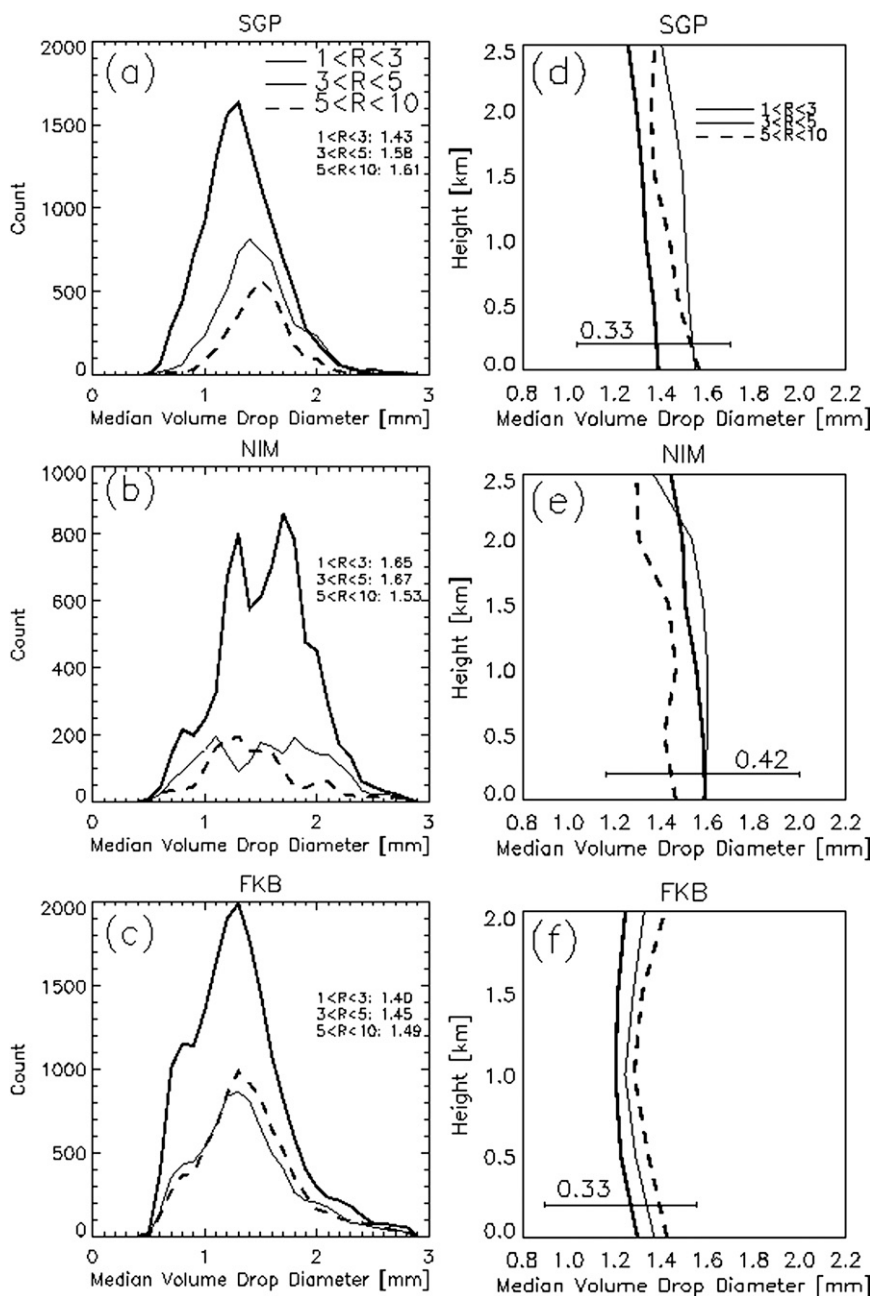 SGP
(a)
1<R<3
3<R<5
5<R<10
1<R<3: 1.43
3<R<5: 1.58
5<R<10: 1.61
2000
1500
1000
500
0
Count
0 1 2 3
Median Volume Drop Diameter [mm]
SGP
(d)
1<R<3
3<R<5
5<R<10
2.5
2.0
1.5
1.0
0.5
0.0
Height [km]
0.33
0.8 1.0 1.2 1.4 1.6 1.8 2.0 2.2
Median Volume Drop Diameter [mm]
NIM
(b)
1<R<3: 1.65
3<R<5: 1.67
5<R<10: 1.53
1000
800
600
400
200
0
Count
0 1 2 3
Median Volume Drop Diameter [mm]
NIM
(e)
2.5
2.0
1.5
1.0
0.5
0.0
Height [km]
0.42
0.8 1.0 1.2 1.4 1.6 1.8 2.0 2.2
Median Volume Drop Diameter [mm]
FKB
(c)
1<R<3: 1.40
3<R<5: 1.45
5<R<10: 1.49
2000
1500
1000
500
0
Count
0 1 2 3
Median Volume Drop Diameter [mm]
FKB
(f)
2.0
1.5
1.0
0.5
0.0
Height [km]
0.33
0.8 1.0 1.2 1.4 1.6 1.8 2.0 2.2
Median Volume Drop Diameter [mm]